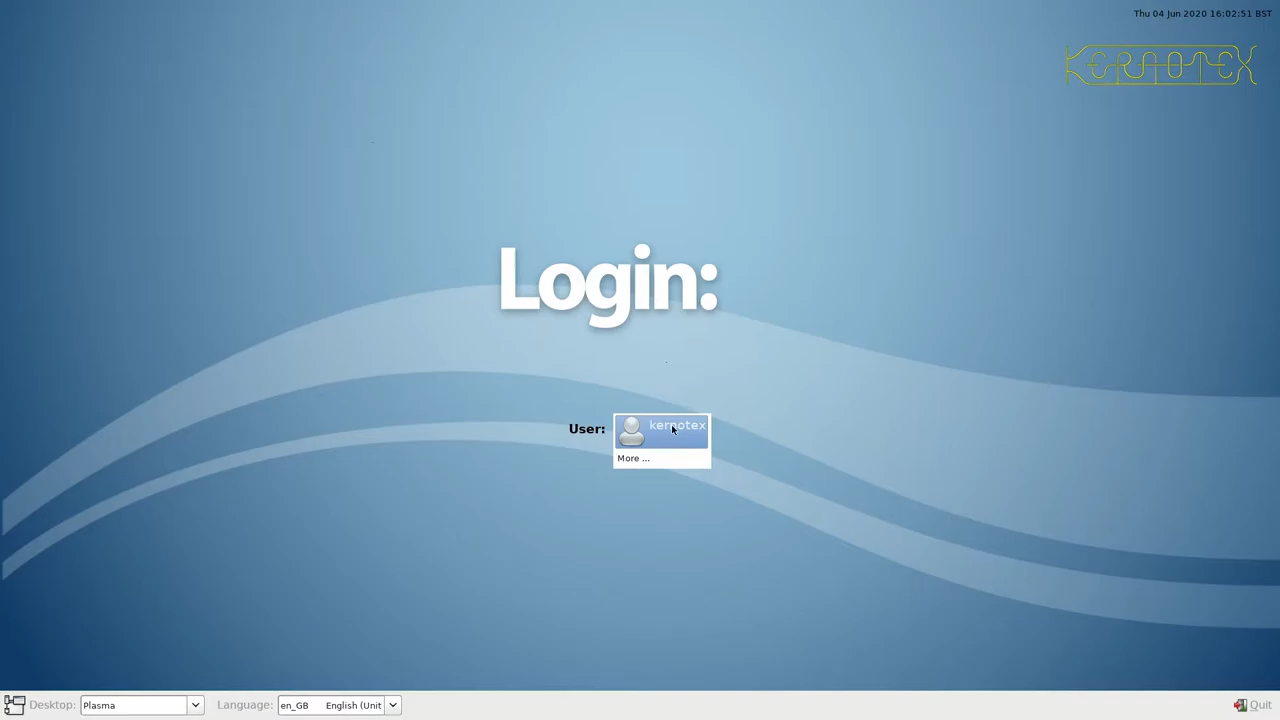 Thu 04 Jun 2020 16:02:51 BST
KERNOTEX
Login:
User:
kernotex
More ...
Desktop:
Plasma
Language:
en_GB English (Unit
Quit